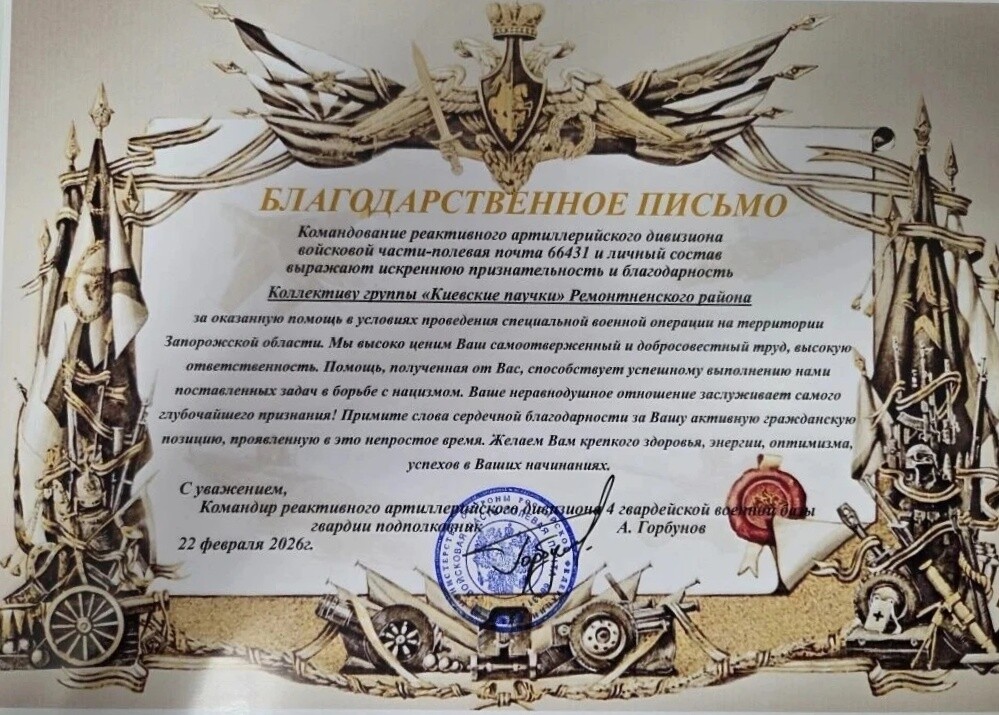 БЛАГОДАРСТВЕННОЕ ПИСЬМО
Командование реактивного артиллерийского дивизиона
войсковой части-полевая почта 66431 и личный состав
выражают искреннюю признательность и благодарность
Коллективу группы «Киевские паучки» Ремонтненского района
за оказанную помощь в условиях проведения специальной военной операции на территории
Запорожской области. Мы высоко ценим Ваш самоотверженный и добросовестный труд, высокую
ответственность. Помощь, полученная от Вас, способствует успешному выполнению нами
поставленных задач в борьбе с нацизмом. Ваше неравнодушное отношение заслуживает самого
глубочайшего признания! Примите слова сердечной благодарности за Вашу активную гражданскую
позицию, проявленную в это непростое время. Желаем Вам крепкого здоровья, энергии, оптимизма,
успехов в Ваших начинаниях.
С уважением,
Командир реактивного артиллерийского дивизиона 4 гвардейской военной базы
гвардии подполковник А. Горбунов
22 февраля 2026г.